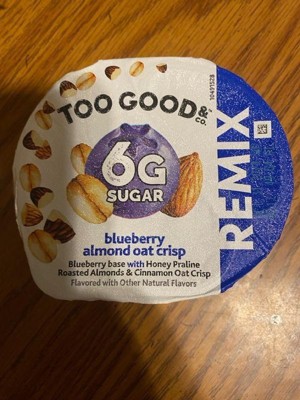 TOO GOOD &
CO.
6G
SUGAR
blueberry
almond oat crisp
Blueberry base with Honey Praline
Roasted Almonds & Cinnamon Oat Crisp
Flavored with Other Natural Flavors
REMIX